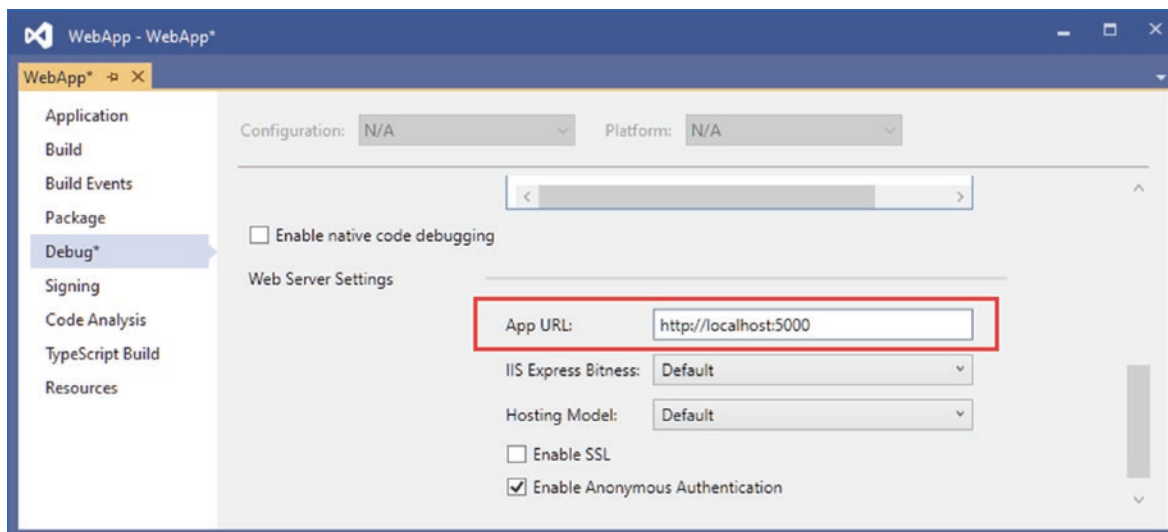 WebApp - WebApp*
WebApp*
Application
Build
Build Events
Package
Debug*
Signing
Code Analysis
TypeScript Build
Resources
Configuration: N/A Platform: N/A
Enable native code debugging
Web Server Settings
App URL: http://localhost:5000
IIS Express Bitness: Default
Hosting Model: Default
Enable SSL
Enable Anonymous Authentication